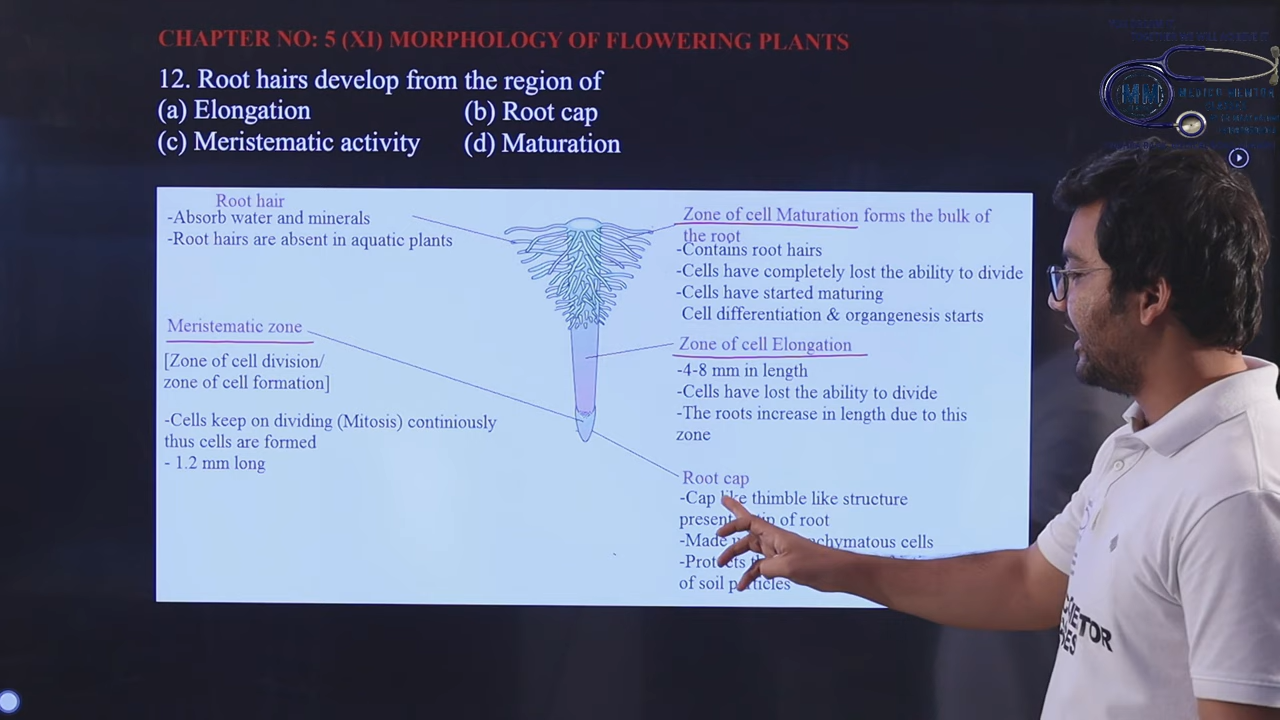 CHAPTER NO: 5 (XI) MORPHOLOGY OF FLOWERING PLANTS
12. Root hairs develop from the region of
(a) Elongation (b) Root cap
(c) Meristematic activity (d) Maturation
Root hair
-Absorb water and minerals
-Root hairs are absent in aquatic plants
Meristematic zone
[Zone of cell division/
zone of cell formation]
-Cells keep on dividing (Mitosis) continiously
thus cells are formed
- 1.2 mm long
Zone of cell Maturation forms the bulk of
the root
-Contains root hairs
-Cells have completely lost the ability to divide
-Cells have started maturing
Cell differentiation & organgenesis starts
Zone of cell Elongation
-4-8 mm in length
-Cells have lost the ability to divide
-The roots increase in length due to this
zone
Root cap
-Cap like thimble like structure
present tip of root
-Made
of soil particles
MM